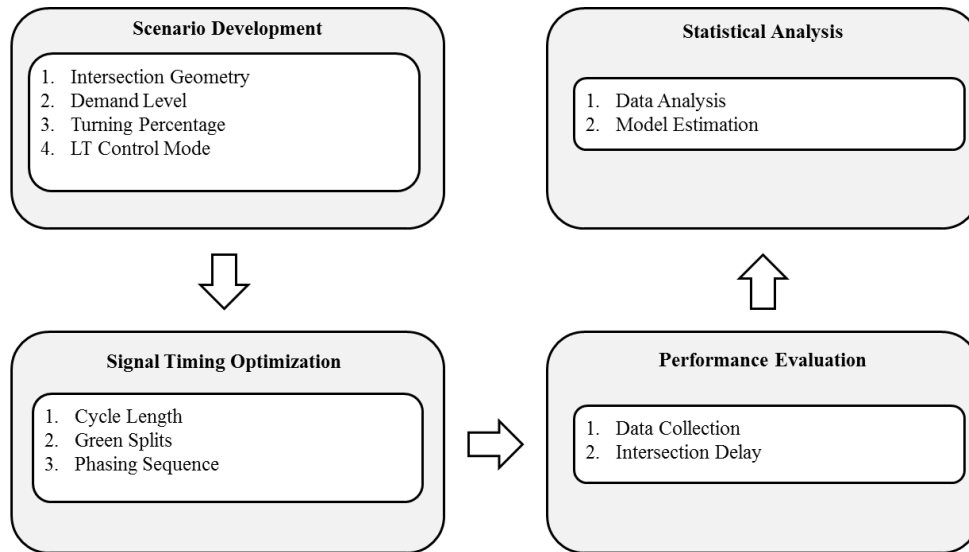 Scenario Development
1. Intersection Geometry
2. Demand Level
3. Turning Percentage
4. LT Control Mode
Signal Timing Optimization
1. Cycle Length
2. Green Splits
3. Phasing Sequence
Performance Evaluation
1. Data Collection
2. Intersection Delay
Statistical Analysis
1. Data Analysis
2. Model Estimation